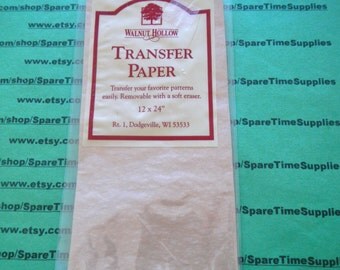 WALNUT HOLLOW
TRANSFER
PAPER
Transfer your favorite patterns
easily. Removable with a soft eraser.
12 x 24"
Rt. 1, Dodgeville, WI 53533
www.etsy.com/shop/SpareTimeSupplies